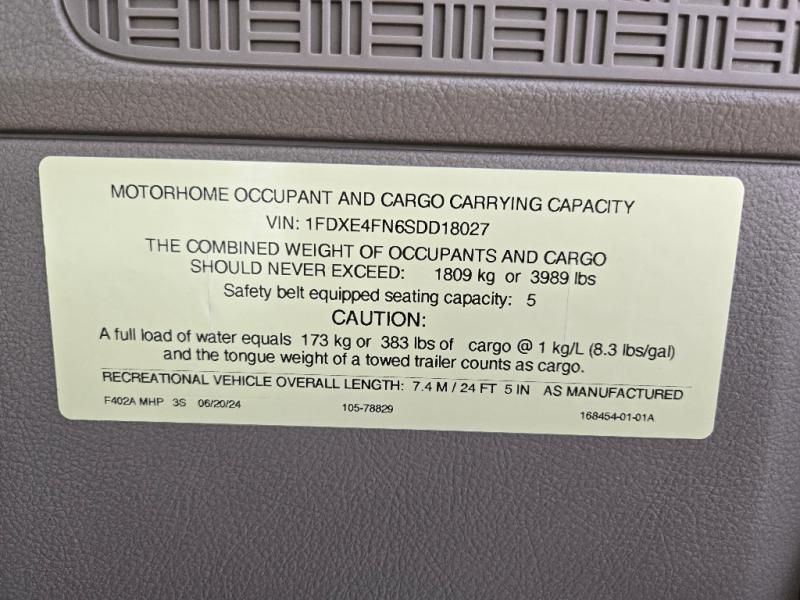 MOTORHOME OCCUPANT AND CARGO CARRYING CAPACITY
VIN: 1FDXE4FN6SDD18027
THE COMBINED WEIGHT OF OCCUPANTS AND CARGO
SHOULD NEVER EXCEED: 1809 kg or 3989 lbs
Safety belt equipped seating capacity: 5
CAUTION:
A full load of water equals 173 kg or 383 lbs of cargo @ 1 kg/L (8.3 lbs/gal)
and the tongue weight of a towed trailer counts as cargo.
RECREATIONAL VEHICLE OVERALL LENGTH: 7.4 M / 24 FT 5 IN AS MANUFACTURED
F402A MHP 3S 06/20/24 105-78829 168454-01-01A